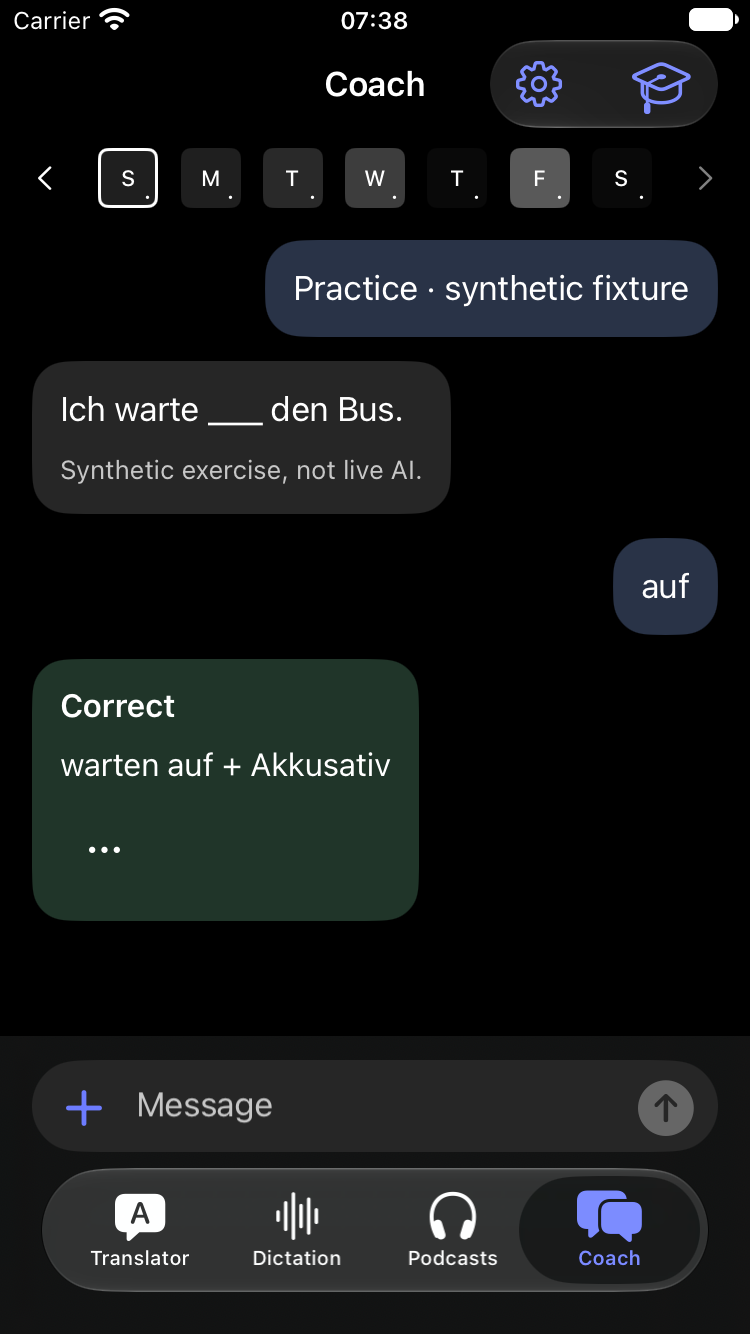 Carrier
07:38
Coach
S M T W T F S
Practice · synthetic fixture
Ich warte ___ den Bus.
Synthetic exercise, not live AI.
auf
Correct
warten auf + Akkusativ
...
Message
Translator Dictation Podcasts Coach